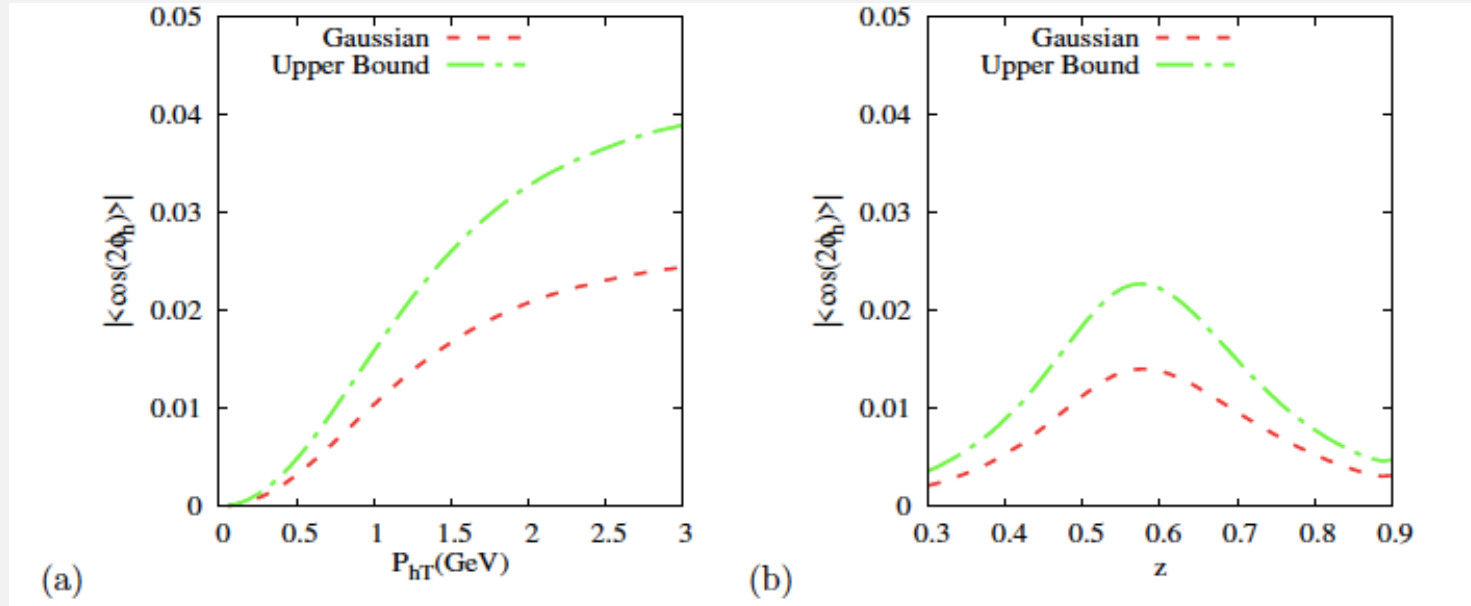 Gaussian
Upper Bound
0.05
0.04
0.03
0.02
0.01
0
|<cos(2ϕh)>|
0 0.5 1 1.5 2 2.5 3
PhT(GeV)
(a)
Gaussian
Upper Bound
0.05
0.04
0.03
0.02
0.01
0
|<cos(2ϕh)>|
0.3 0.4 0.5 0.6 0.7 0.8 0.9
z
(b)